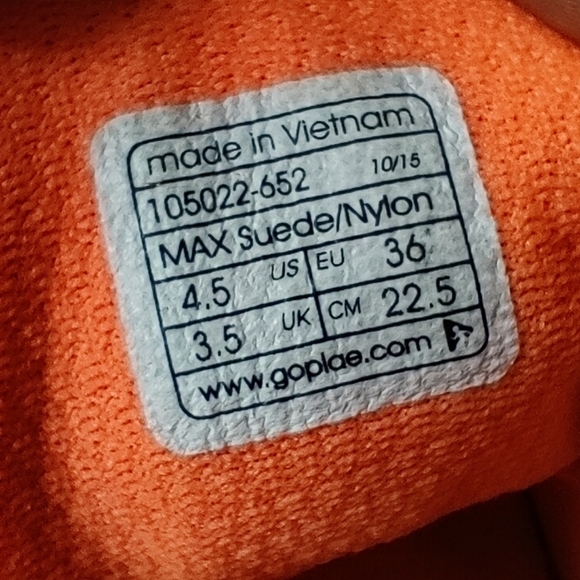 made in Vietnam
105022-652 10/15
MAX Suede/Nylon
4.5 US EU 36
3.5 UK CM 22.5
www.goplae.com